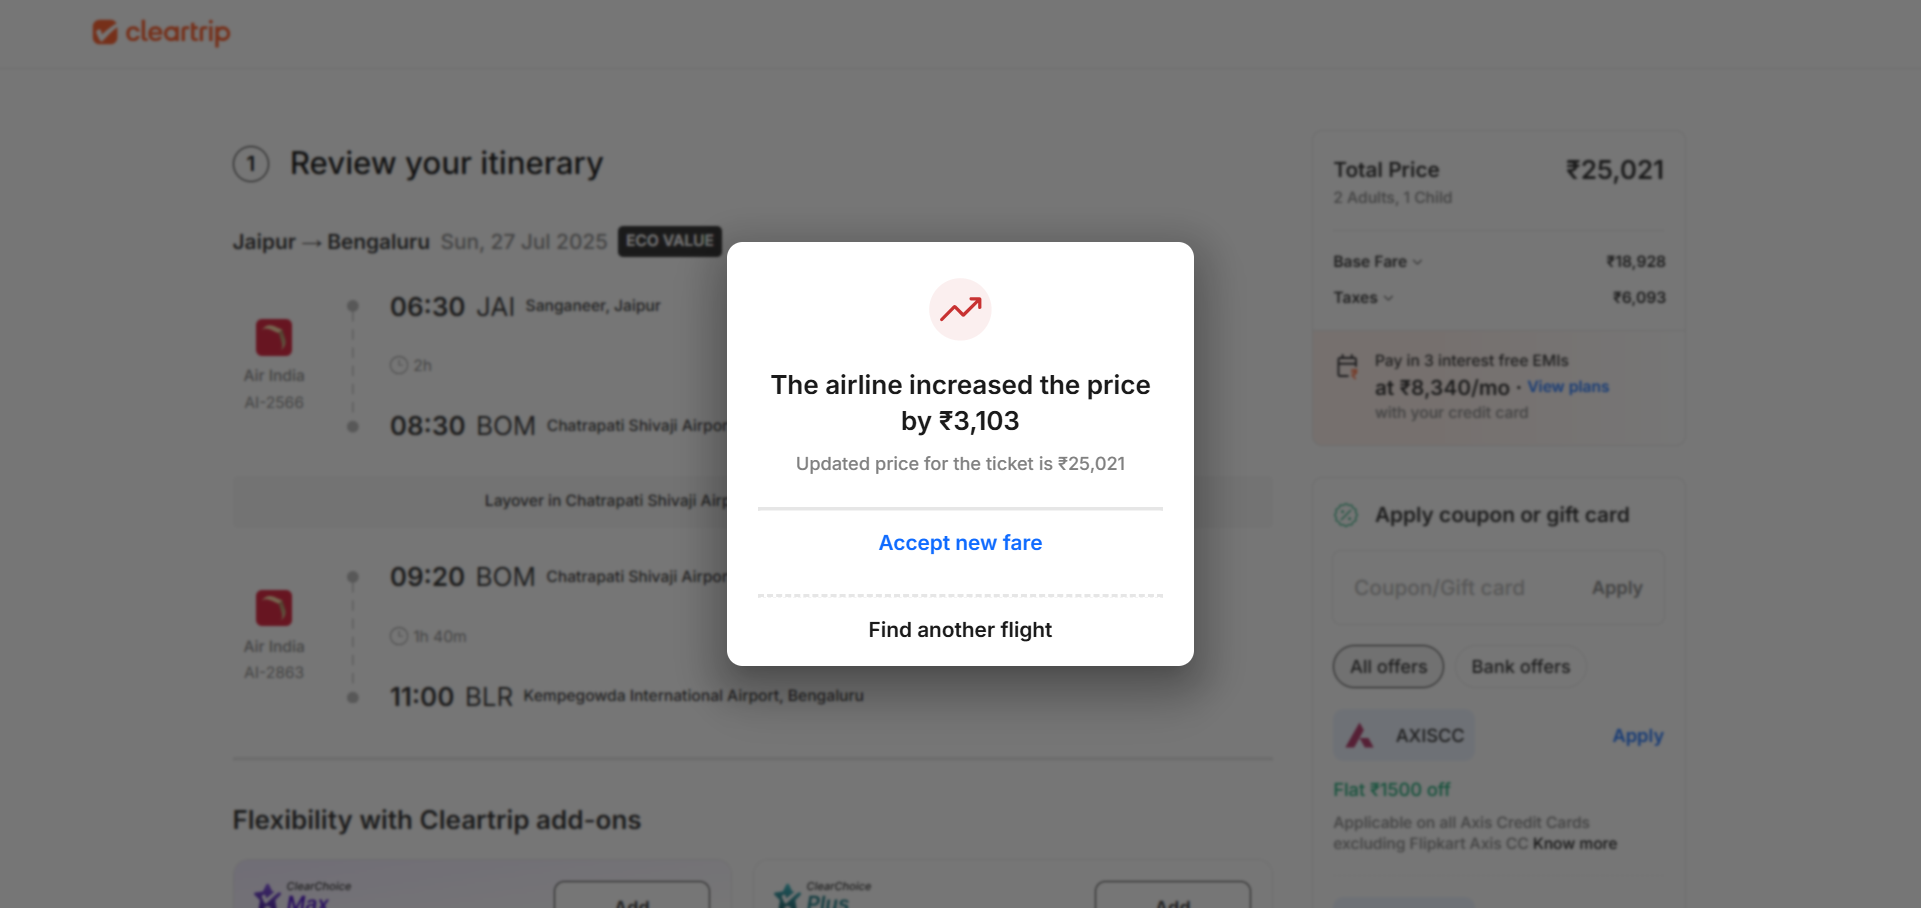 cleartrip
1 Review your itinerary
Jaipur → Bengaluru Sun, 27 Jul 2025 ECO VALUE
06:30 JAI Sanganeer, Jaipur
Air India
AI-2566
2h
08:30 BOM Chatrapati Shivaji
Layover in Chatrapati Shivaji
09:20 BOM Chatrapati Shivaji
Air India
AI-2863
1h 40m
11:00 BLR Kempegowda International Airport, Bengaluru
Flexibility with Cleartrip add-ons
ClearChoice
Max
Add
ClearChoice
Plus
Add
The airline increased the price
by ₹3,103
Updated price for the ticket is ₹25,021
Accept new fare
Find another flight
Total Price ₹25,021
2 Adults, 1 Child
Base Fare ₹18,928
Taxes ₹6,093
Pay in 3 interest free EMIs
at ₹8,340/mo · View plans
with your credit card
Apply coupon or gift card
Coupon/Gift card Apply
All offers Bank offers
AXISCC Apply
Flat ₹1500 off
Applicable on all Axis Credit Cards
excluding Flipkart Axis CC Know more